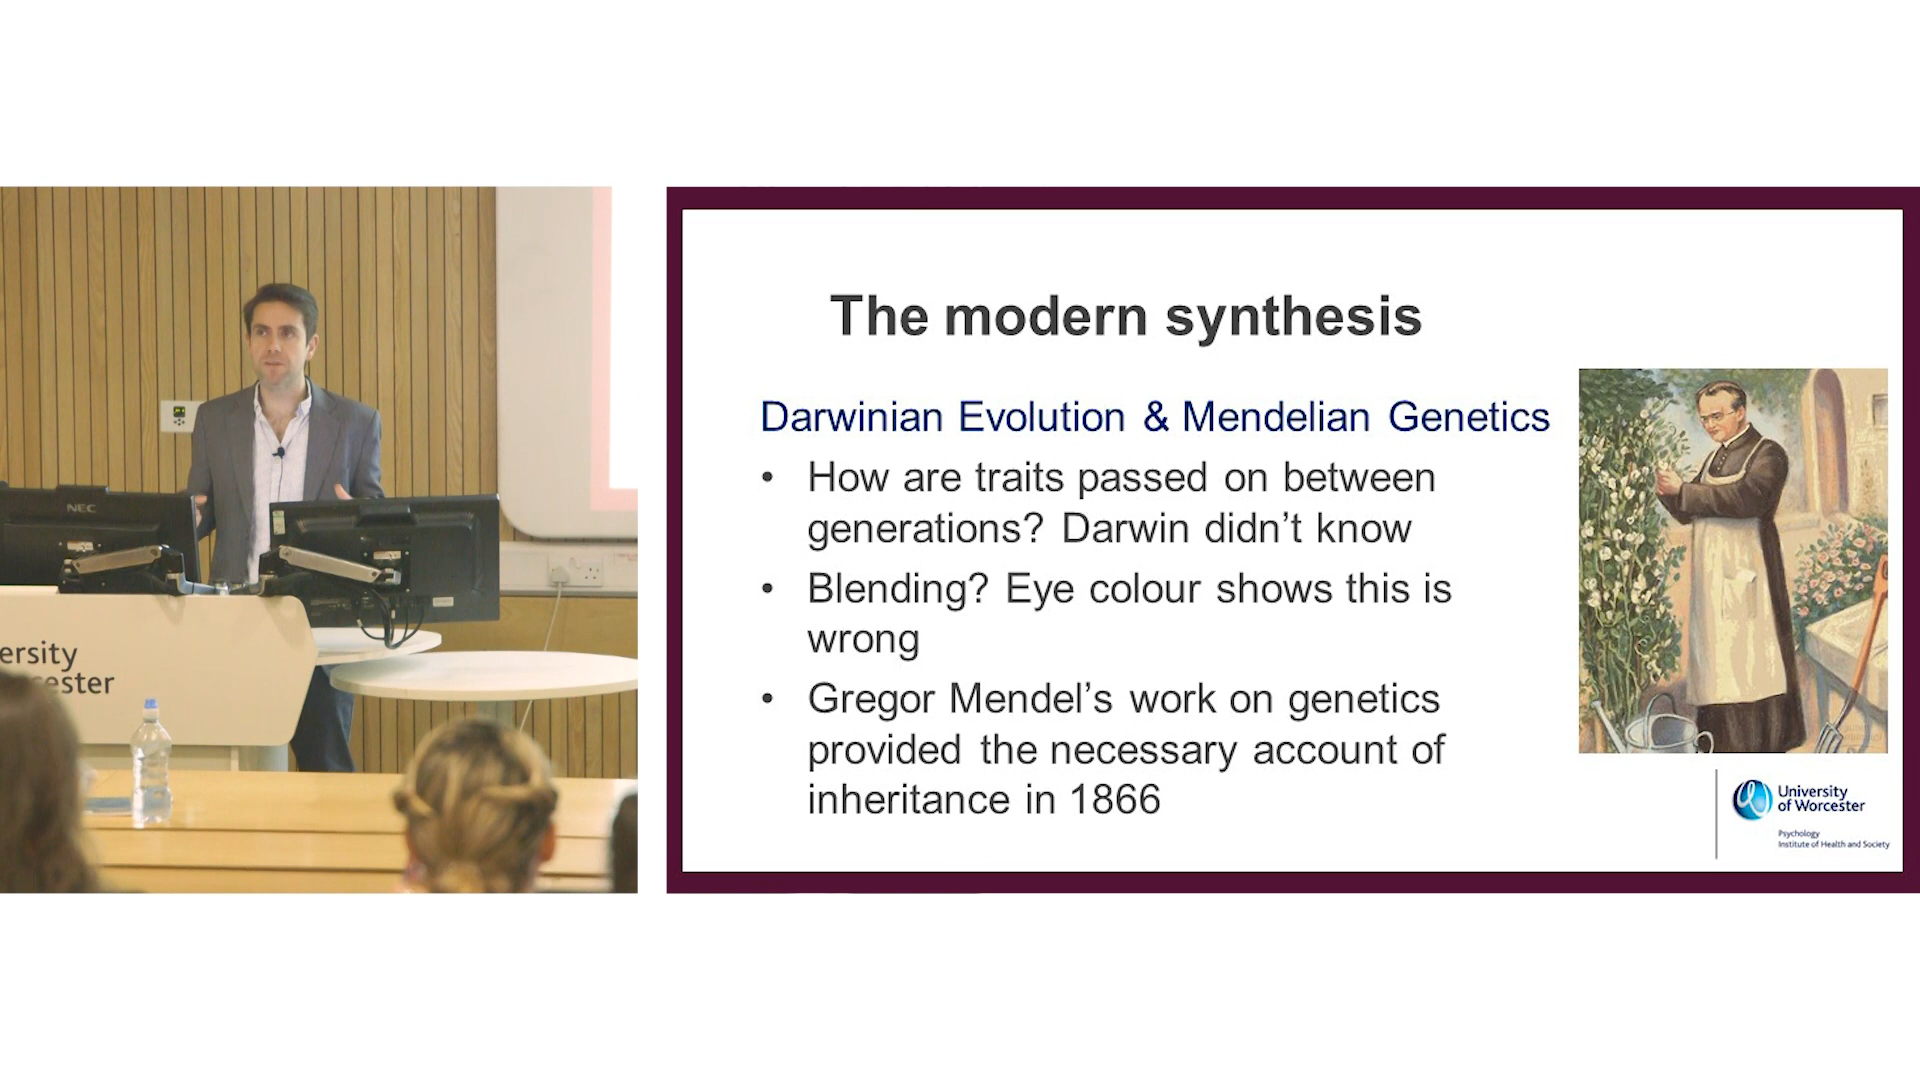 NEC
ersity
cester
The modern synthesis
Darwinian Evolution & Mendelian Genetics
• How are traits passed on between
generations? Darwin didn’t know
• Blending? Eye colour shows this is
wrong
• Gregor Mendel’s work on genetics
provided the necessary account of
inheritance in 1866
University
of Worcester
Psychology
Institute of Health and Society